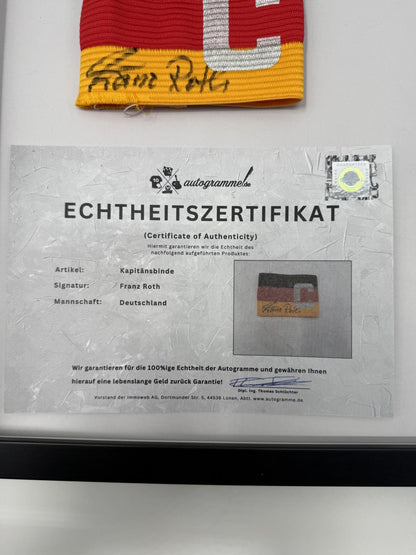 C
Franz Roth
autogramme.de
ECHTHEITSZERTIFIKAT
(Certificate of Authenticity)
Hiermit garantieren wir die Echtheit des
nachfolgend aufgeführten Produktes:
Artikel: Kapitänsbinde
Signatur: Franz Roth
Mannschaft: Deutschland
C
Franz Roth
Wir garantieren für die 100%ige Echtheit der Autogramme und gewähren Ihnen
hierauf eine lebenslange Geld zurück Garantie!
Dipl. Ing. Thomas Schlüchter
Vorstand der Immoweb AG, Dortmunder Str. 5, 44536 Lünen, Abtl. www.autogramme.de